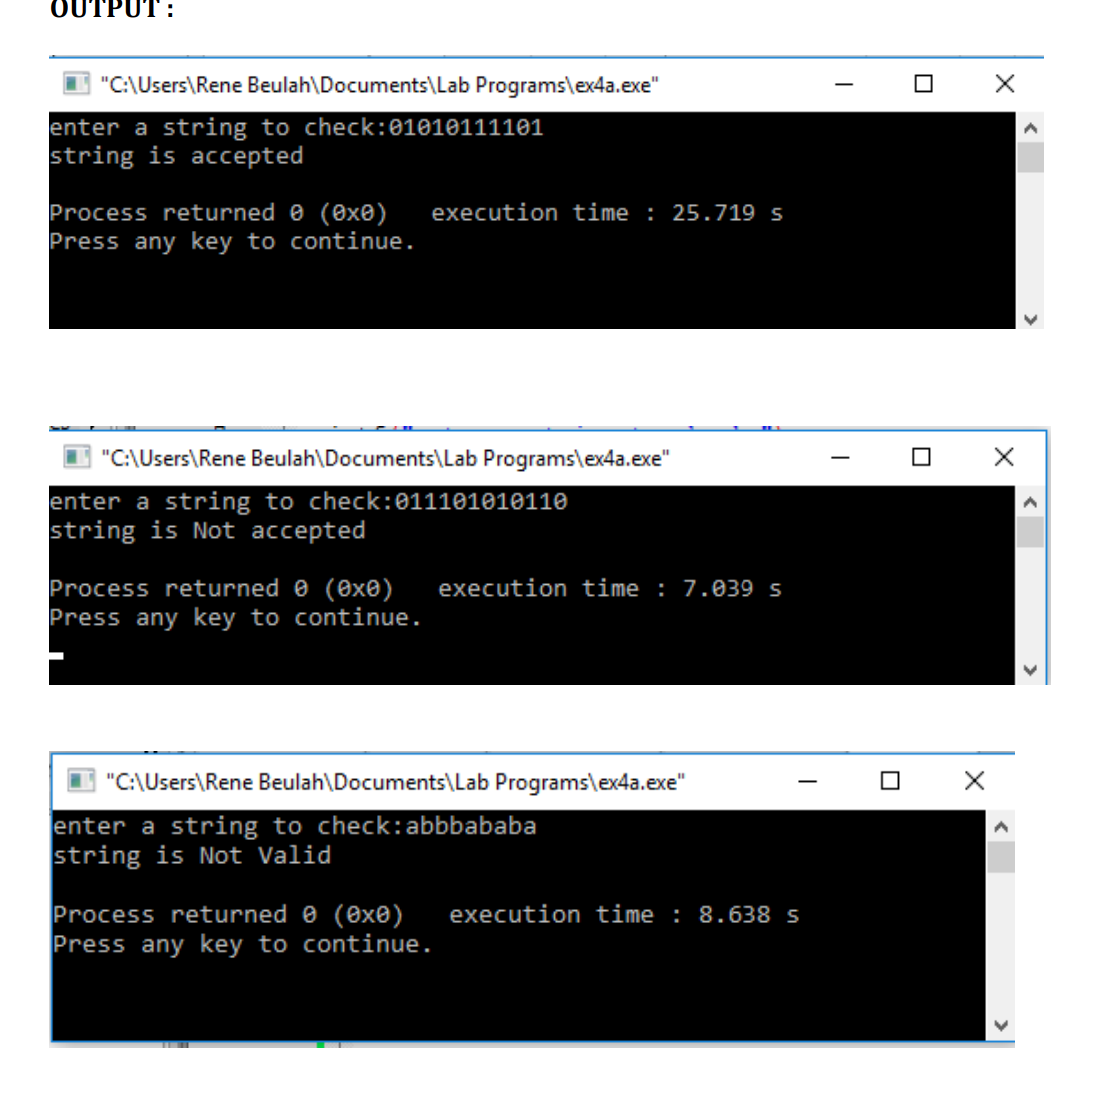 OUTPUT :
"C:\Users\Rene Beulah\Documents\Lab Programs\ex4a.exe"
enter a string to check:01010111101
string is accepted
Process returned 0 (0x0)   execution time : 25.719 s
Press any key to continue.
"C:\Users\Rene Beulah\Documents\Lab Programs\ex4a.exe"
enter a string to check:011101010110
string is Not accepted
Process returned 0 (0x0)   execution time : 7.039 s
Press any key to continue.
"C:\Users\Rene Beulah\Documents\Lab Programs\ex4a.exe"
enter a string to check:abbbababa
string is Not Valid
Process returned 0 (0x0)   execution time : 8.638 s
Press any key to continue.